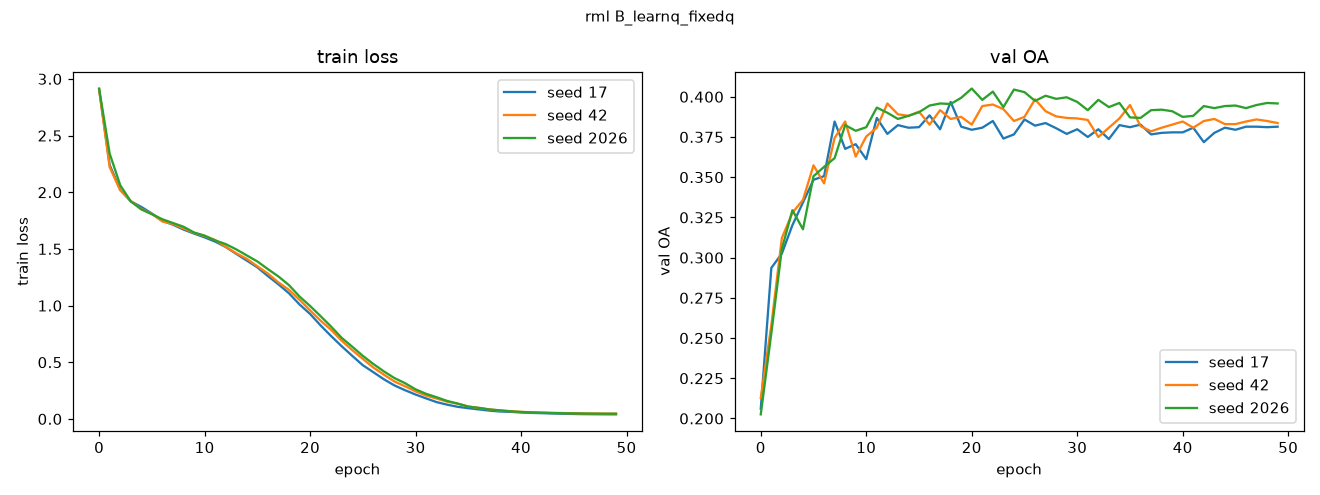 rml B_learnq_fixedq
train loss
train loss
3.0
2.5
2.0
1.5
1.0
0.5
0.0
0
10
20
30
40
50
epoch
seed 17
seed 42
seed 2026
val OA
val OA
0.400
0.375
0.350
0.325
0.300
0.275
0.250
0.225
0.200
0
10
20
30
40
50
epoch
seed 17
seed 42
seed 2026